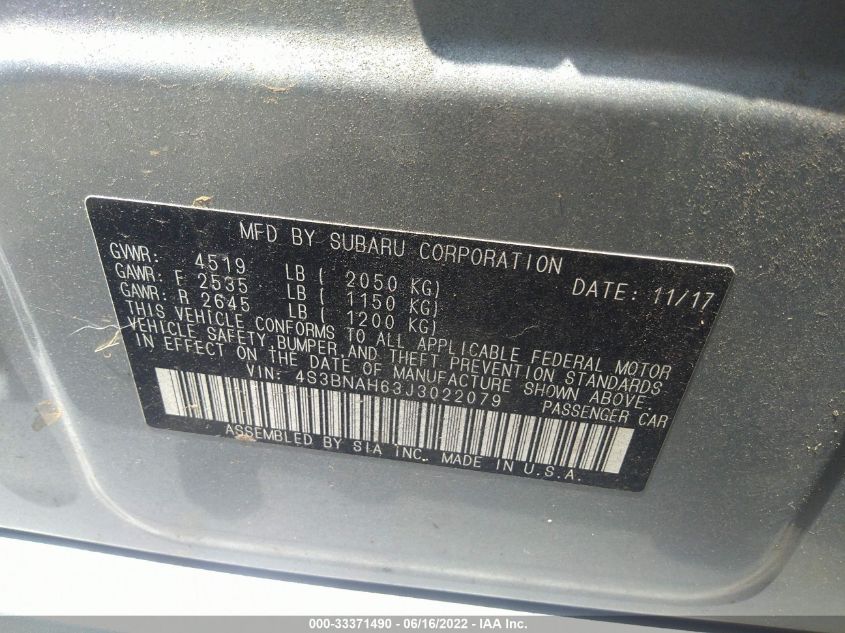 MFD BY SUBARU CORPORATION
GVWR: 4519 LB ( 2050 KG) DATE: 11/17
GAWR: F 2535 LB ( 1150 KG)
GAWR: R 2645 LB ( 1200 KG)
THIS VEHICLE CONFORMS TO ALL APPLICABLE FEDERAL MOTOR
VEHICLE SAFETY, BUMPER, AND THEFT PREVENTION STANDARDS
IN EFFECT ON THE DATE OF MANUFACTURE SHOWN ABOVE.
VIN: 4S3BNAH63J3022079 PASSENGER CAR
ASSEMBLED BY SIA INC. MADE IN U.S.A.
000-33371490 - 06/16/2022 - IAA Inc.